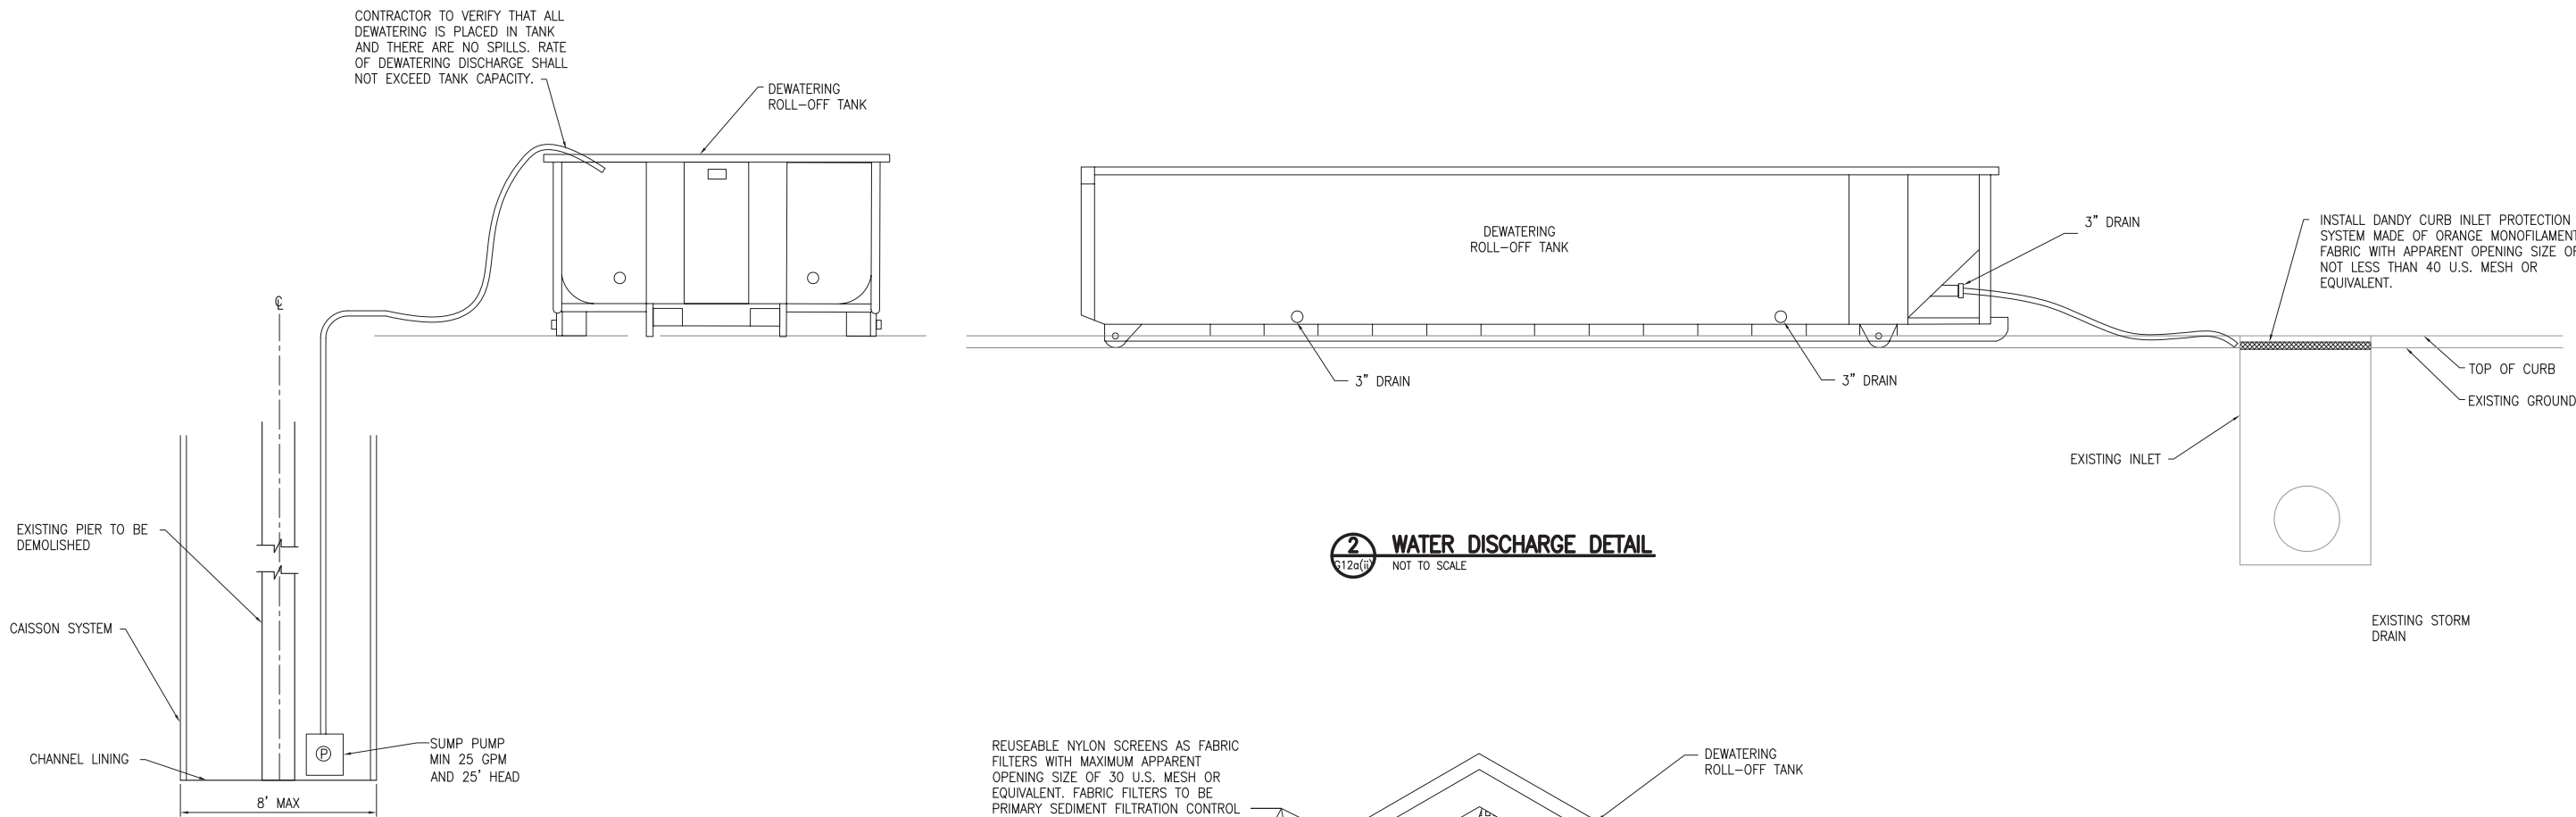 CONTRACTOR TO VERIFY THAT ALL
DEWATERING IS PLACED IN TANK
AND THERE ARE NO SPILLS. RATE
OF DEWATERING DISCHARGE SHALL
NOT EXCEED TANK CAPACITY.
DEWATERING
ROLL-OFF TANK
℄
EXISTING PIER TO BE
DEMOLISHED
CAISSON SYSTEM
CHANNEL LINING
P
SUMP PUMP
MIN 25 GPM
AND 25' HEAD
8' MAX
DEWATERING
ROLL-OFF TANK
3" DRAIN
3" DRAIN
3" DRAIN
INSTALL DANDY CURB INLET PROTECTION
SYSTEM MADE OF ORANGE MONOFILAMENT
FABRIC WITH APPARENT OPENING SIZE OF
NOT LESS THAN 40 U.S. MESH OR
EQUIVALENT.
TOP OF CURB
EXISTING GROUND
EXISTING INLET
EXISTING STORM
DRAIN
2
G12a(ii)
WATER DISCHARGE DETAIL
NOT TO SCALE
REUSEABLE NYLON SCREENS AS FABRIC
FILTERS WITH MAXIMUM APPARENT
OPENING SIZE OF 30 U.S. MESH OR
EQUIVALENT. FABRIC FILTERS TO BE
PRIMARY SEDIMENT FILTRATION CONTROL
DEWATERING
ROLL-OFF TANK